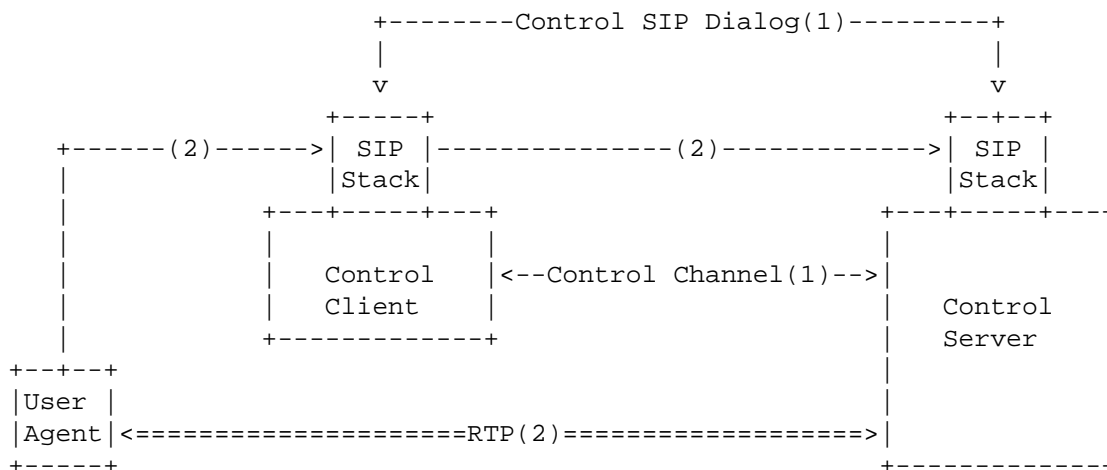 Control SIP Dialog(1)
(2) SIP (2) SIP
Stack Stack
Control Control Channel(1)
Client Control
Server
User
Agent RTP(2)